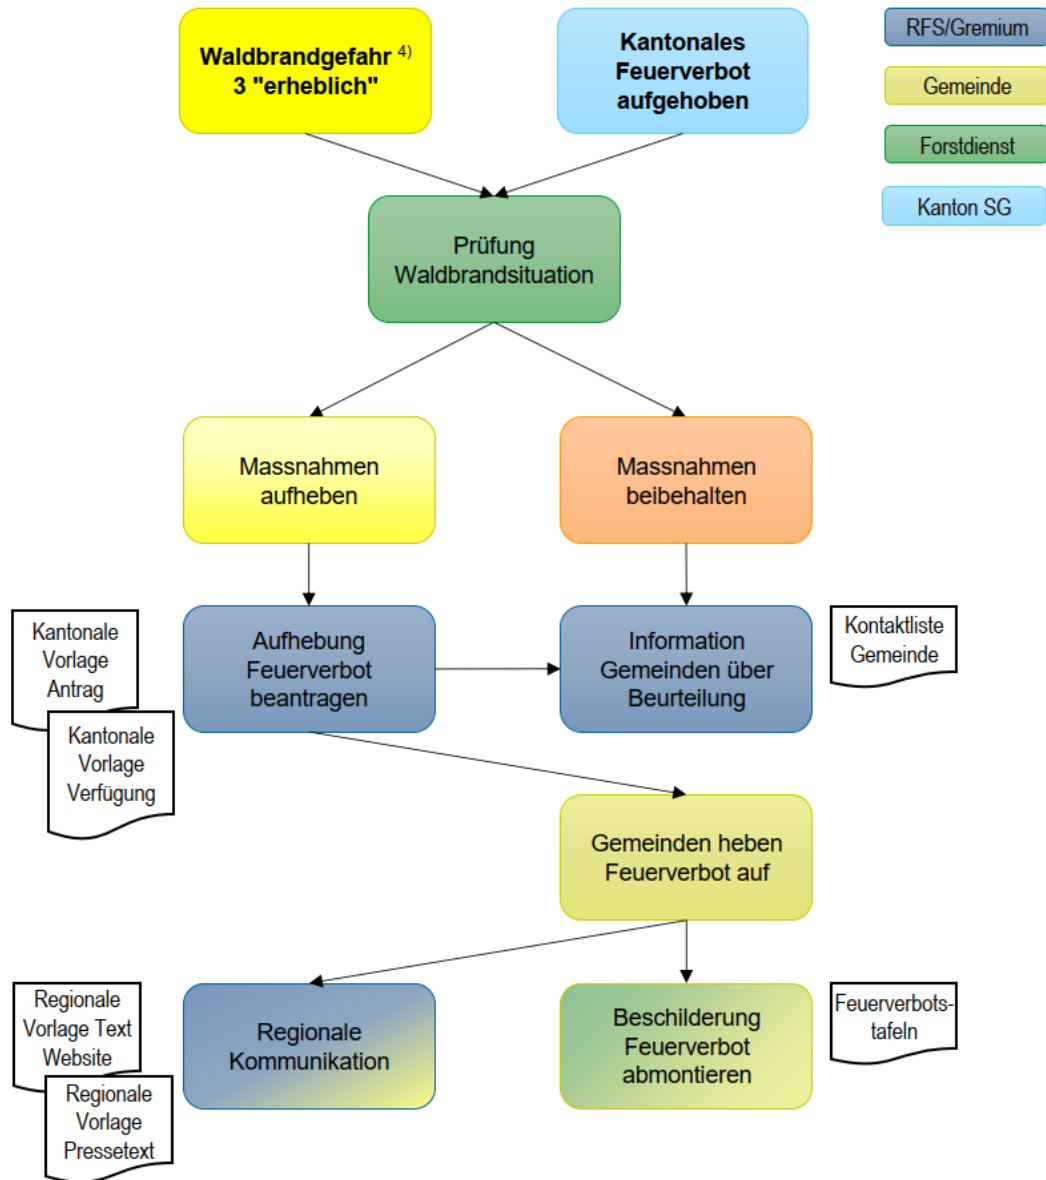 Waldbrandgefahr 4)
3 "erheblich"
Kantonales
Feuerverbot
aufgehoben
RFS/Gremium
Gemeinde
Forstdienst
Kanton SG
Prüfung
Waldbrandsituation
Massnahmen
aufheben
Massnahmen
beibehalten
Kantonale
Vorlage
Antrag
Kantonale
Vorlage
Verfügung
Aufhebung
Feuerverbot
beantragen
Information
Gemeinden über
Beurteilung
Kontaktliste
Gemeinde
Gemeinden heben
Feuerverbot auf
Regionale
Vorlage Text
Website
Regionale
Vorlage
Pressetext
Regionale
Kommunikation
Beschilderung
Feuerverbot
abmontieren
Feuerverbots-
tafeln